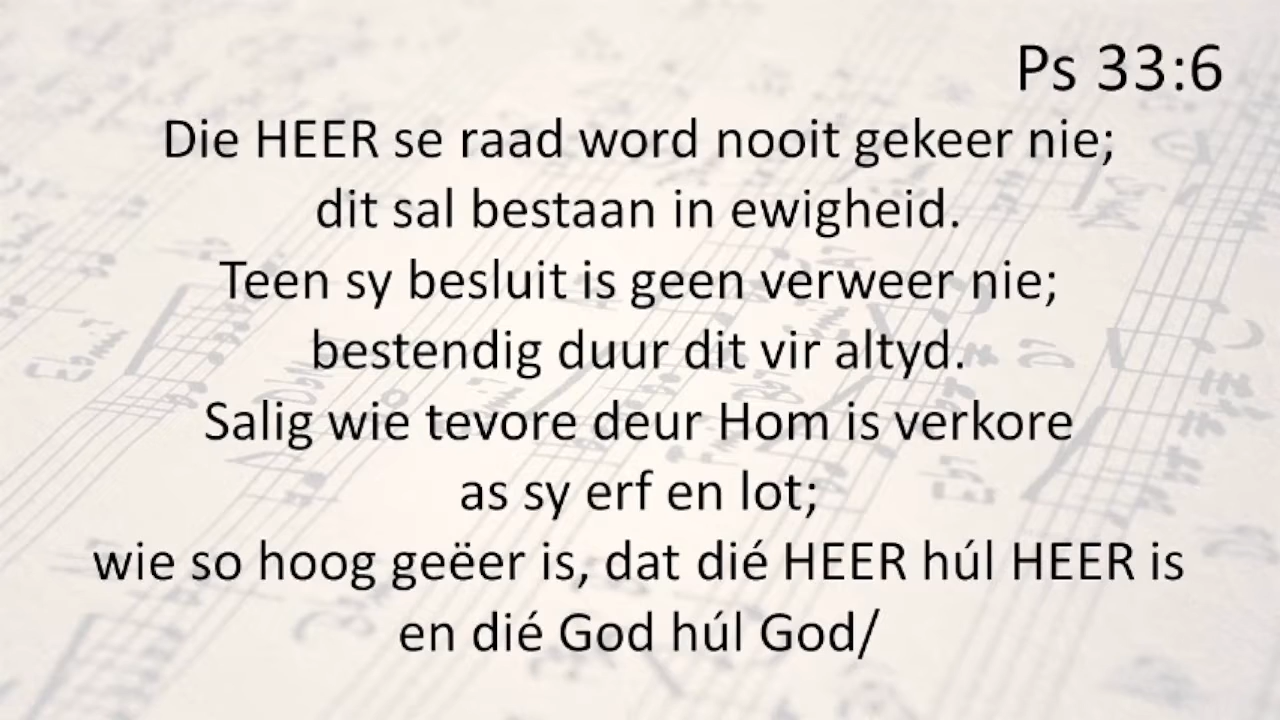 Ps 33:6
Die HEER se raad word nooit gekeer nie;
dit sal bestaan in ewigheid.
Teen sy besluit is geen verweer nie;
bestendig duur dit vir altyd.
Salig wie tevore deur Hom is verkore
as sy erf en lot;
wie so hoog geëer is, dat dié HEER húl HEER is
en dié God húl God/